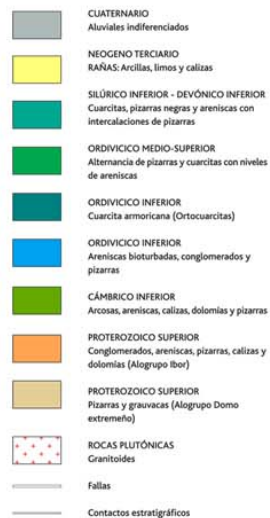 CUATERNARIO
Aluviales indiferenciados
NEOGENO TERCIARIO
RAÑAS: Arcillas, limos y calizas
SILÚRICO INFERIOR - DEVÓNICO INFERIOR
Cuarcitas, pizarras negras y areniscas con
intercalaciones de pizarras
ORDIVICICO MEDIO-SUPERIOR
Alternancia de pizarras y cuarcitas con niveles
de areniscas
ORDIVICICO INFERIOR
Cuarcita armoricana (Ortocuarcitas)
ORDIVICICO INFERIOR
Areniscas bioturbadas, conglomerados y
pizarras
CÁMBRICO INFERIOR
Arcosas, areniscas, calizas, dolomías y pizarras
PROTEROZOICO SUPERIOR
Conglomerados, areniscas, pizarras, calizas y
dolomías (Alogrupo Ibor)
PROTEROZOICO SUPERIOR
Pizarras y grauvacas (Alogrupo Domo
extremeño)
ROCAS PLUTÓNICAS
Granitoides
Fallas
Contactos estratigráficos